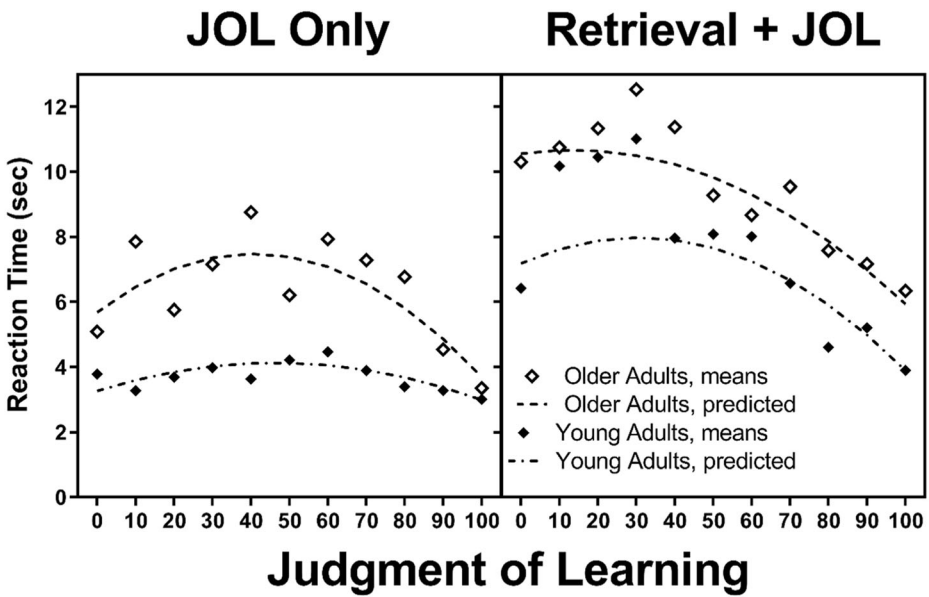 JOL Only
Retrieval + JOL
Reaction Time (sec)
12
10
8
6
4
2
0
Older Adults, means
Older Adults, predicted
Young Adults, means
Young Adults, predicted
0 10 20 30 40 50 60 70 80 90 100
0 10 20 30 40 50 60 70 80 90 100
Judgment of Learning